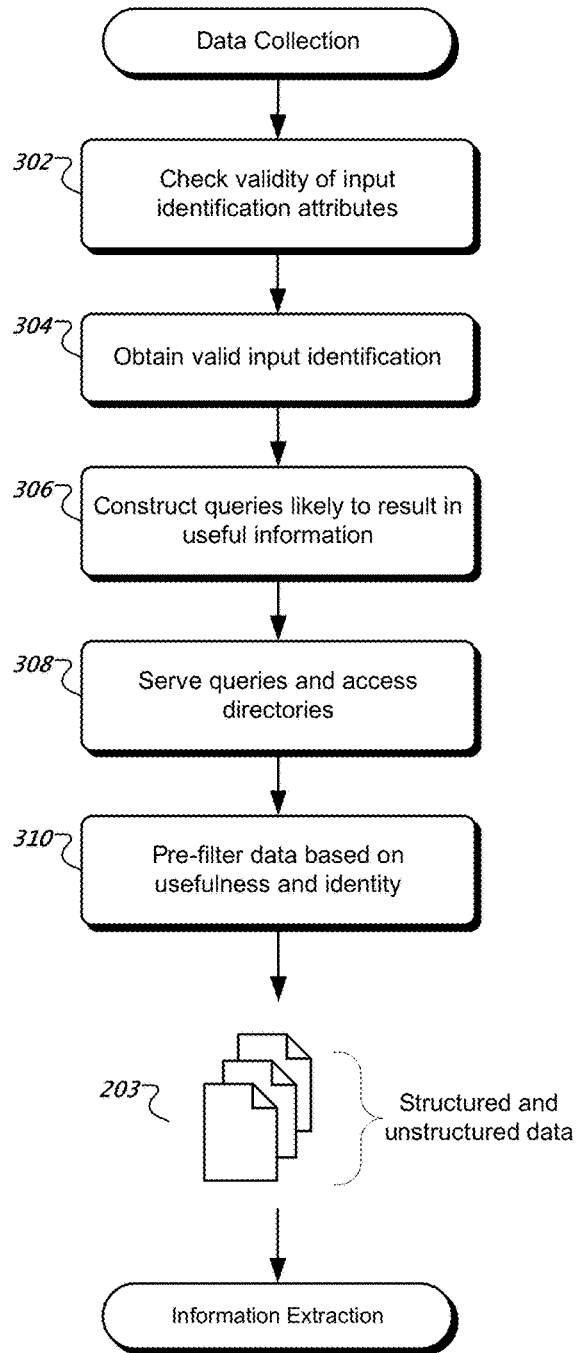 Data Collection
302
Check validity of input
identification attributes
304
Obtain valid input identification
306
Construct queries likely to result in
useful information
308
Serve queries and access
directories
310
Pre-filter data based on
usefulness and identity
203
Structured and
unstructured data
Information Extraction